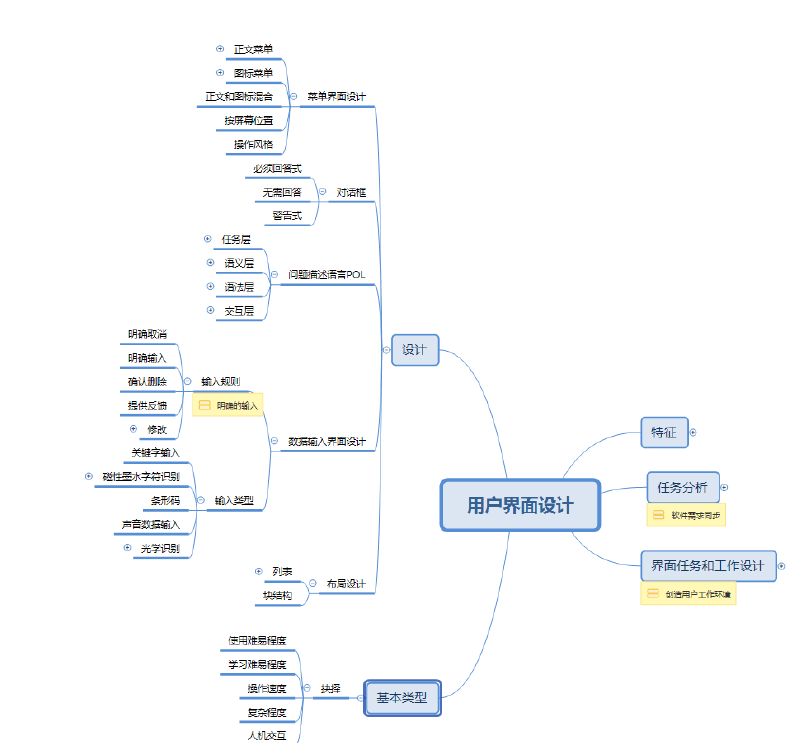 正文菜单
图标菜单
正文和图标混合
按屏幕位置
操作风格
菜单界面设计
必须回答式
无需回答
警告式
对话框
任务层
语义层
语法层
交互层
问题描述语言POL
明确取消
明确输入
确认删除
提供反馈
修改
输入规则
明确的输入
关键字输入
磁性墨水字符识别
条形码
声音数据输入
光学识别
输入类型
数据输入界面设计
列表
块结构
布局设计
设计
使用难易程度
学习难易程度
操作速度
复杂程度
人机交互
抉择
基本类型
用户界面设计
特征
任务分析
软件需求同步
界面任务和工作设计
创造用户工作环境